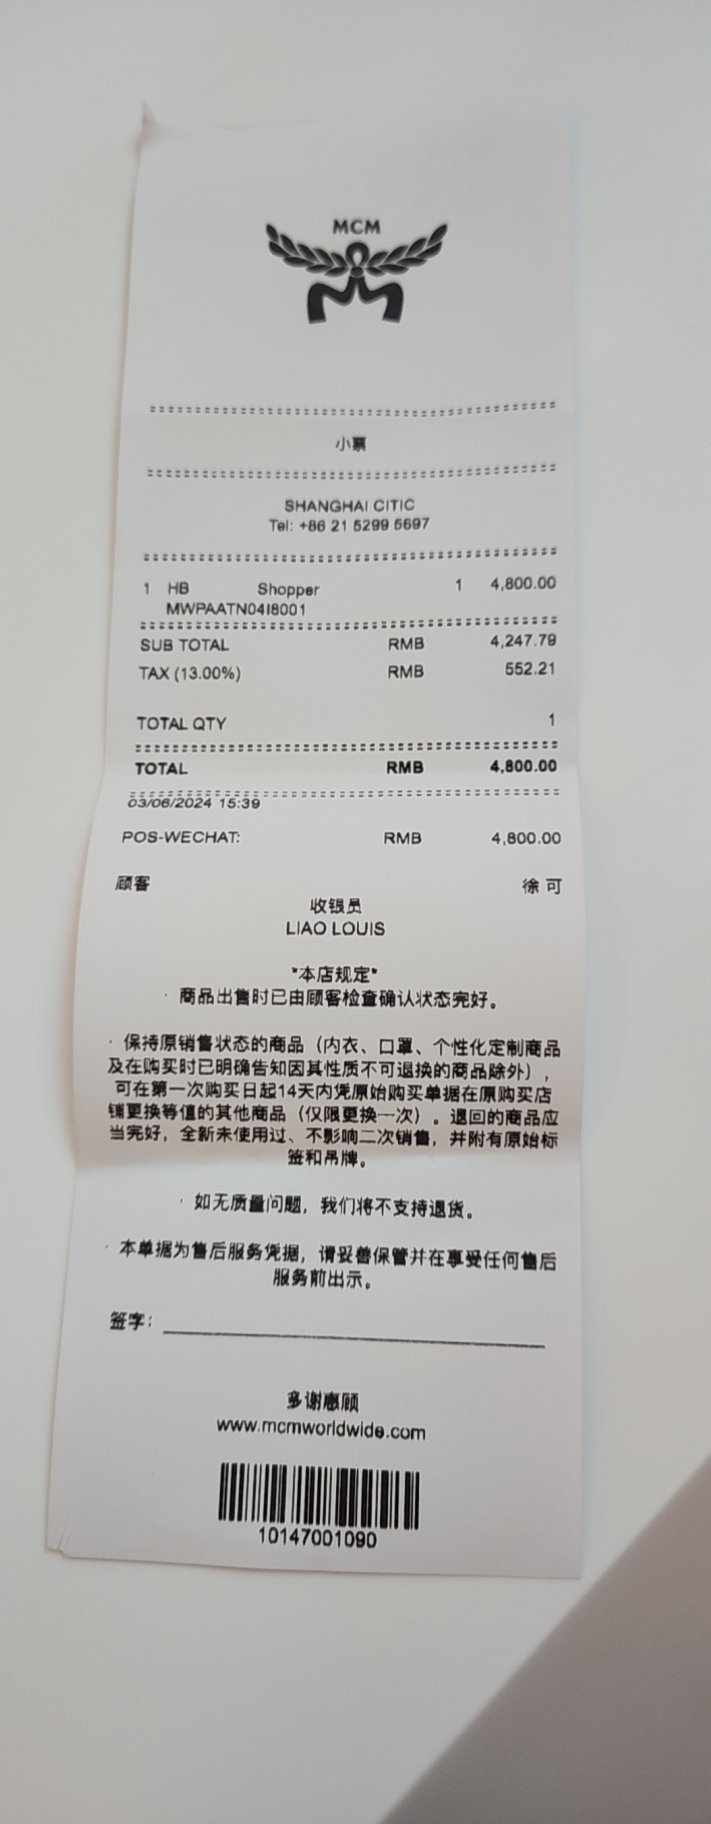 MCM
小票
SHANGHAI CITIC
Tel: +86 21 5299 5697
1 HB Shopper 1 4,800.00
MWPAATN04I8001
SUB TOTAL RMB 4,247.79
TAX (13.00%) RMB 552.21
TOTAL QTY 1
TOTAL RMB 4,800.00
03/06/2024 15:39
POS-WECHAT: RMB 4,800.00
顾客 徐 可
收银员
LIAO LOUIS
*本店规定*
· 商品出售时已由顾客检查确认状态完好。
· 保持原销售状态的商品（内衣、口罩、个性化定制商品
及在购买时已明确告知因其性质不可退换的商品除外），
可在第一次购买日起14天内凭原始购买单据在原购买店
铺更换等值的其他商品（仅限更换一次）。退回的商品应
当完好，全新未使用过、不影响二次销售，并附有原始标
签和吊牌。
· 如无质量问题，我们将不支持退货。
· 本单据为售后服务凭据，请妥善保管并在享受任何售后
服务前出示。
签字：
多谢惠顾
www.mcmworldwide.com
10147001090